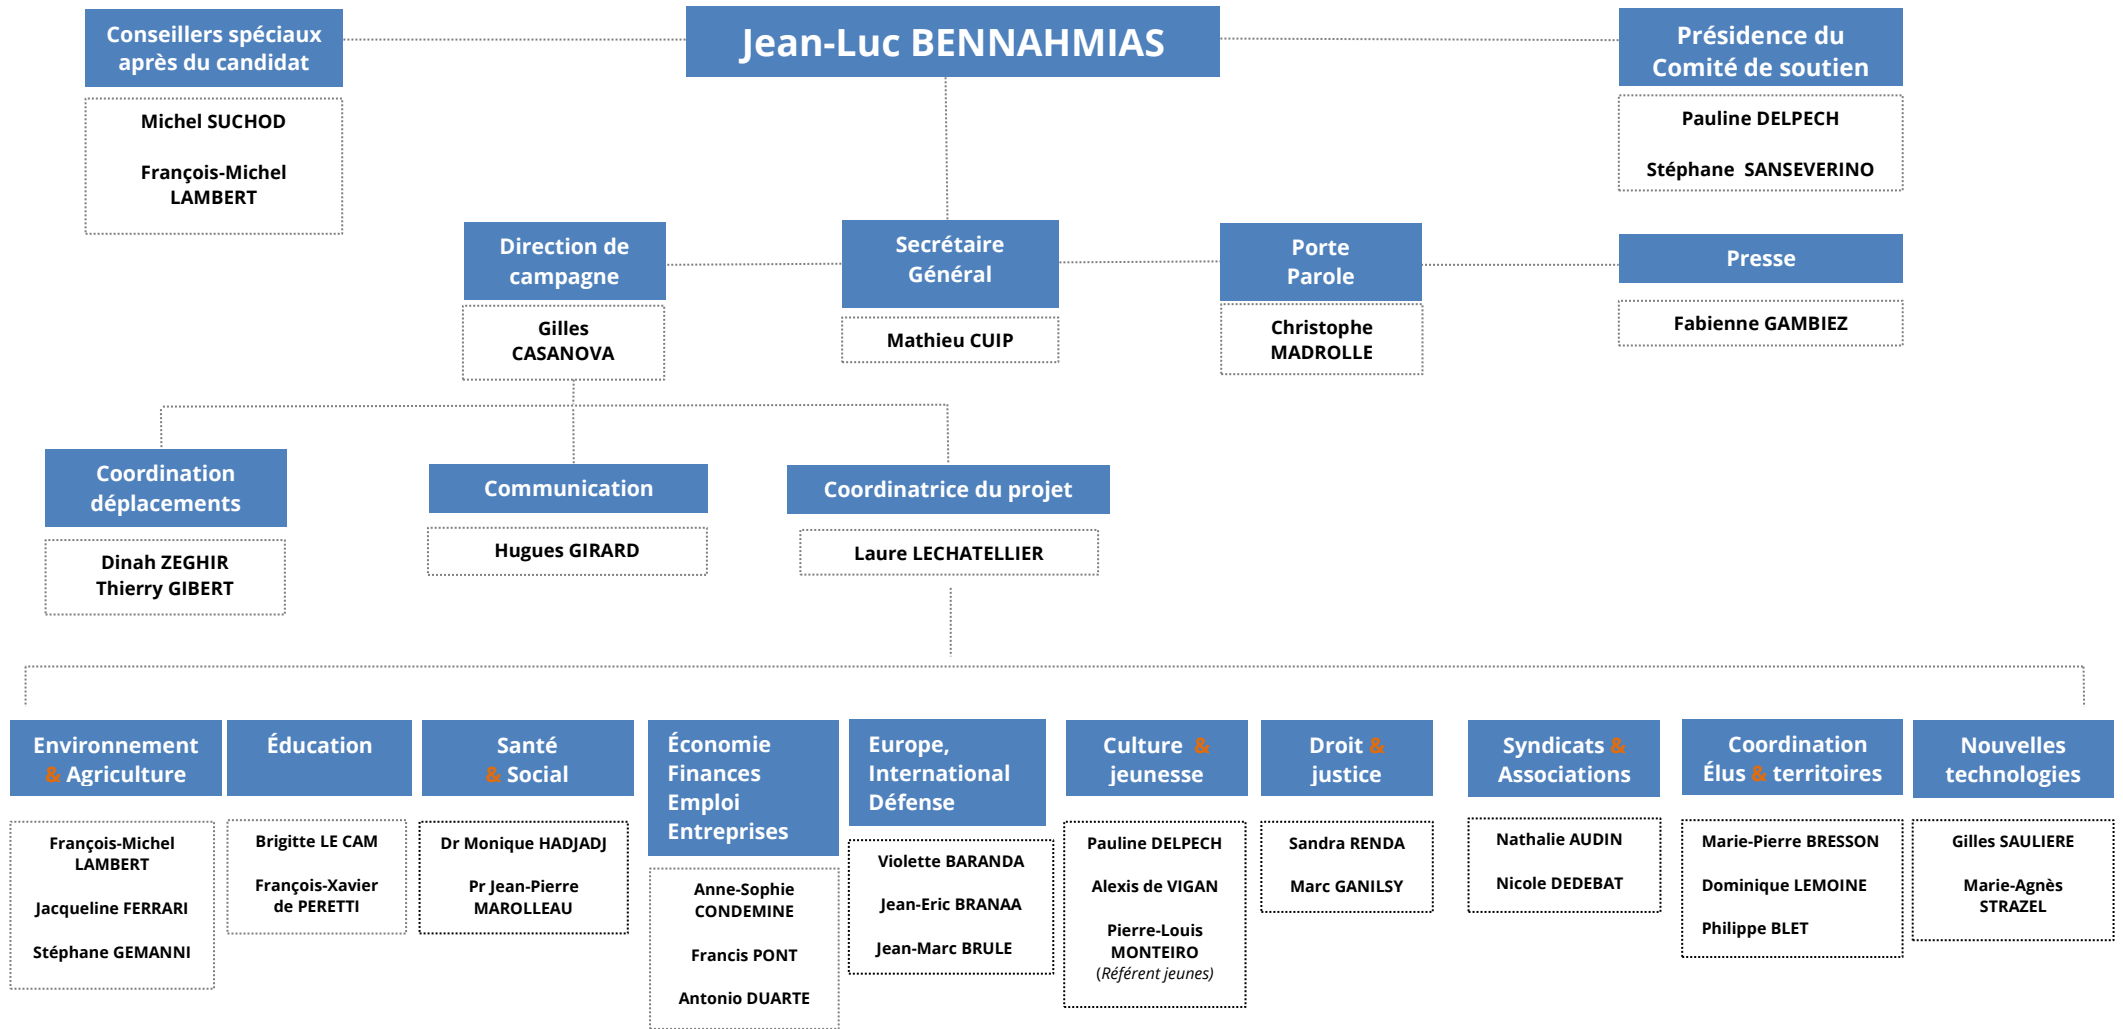 Conseillers spéciaux
après du candidat
Jean-Luc BENNAHMIAS
Présidence du
Comité de soutien
Michel SUCHOD
François-Michel
LAMBERT
Pauline DELPECH
Stéphane SANSEVERINO
Direction de
campagne
Secrétaire
Général
Porte
Parole
Presse
Gilles
CASANOVA
Mathieu CUIP
Christophe
MADROLLE
Fabienne GAMBIEZ
Coordination
déplacements
Communication
Coordinatrice du projet
Dinah ZEGHIR
Thierry GIBERT
Hugues GIRARD
Laure LECHATELLIER
Environnement
& Agriculture
François-Michel
LAMBERT
Jacqueline FERRARI
Stéphane GEMANNI
Éducation
Brigitte LE CAM
François-Xavier
de PERETTI
Santé
& Social
Dr Monique HADJADJ
Pr Jean-Pierre
MAROLLEAU
Économie
Finances
Emploi
Entreprises
Anne-Sophie
CONDEMINE
Francis PONT
Antonio DUARTE
Europe,
International
Défense
Violette BARANDA
Jean-Eric BRANAA
Jean-Marc BRULE
Culture &
jeunesse
Pauline DELPECH
Alexis de VIGAN
Pierre-Louis
MONTEIRO
(Référent jeunes)
Droit &
justice
Sandra RENDA
Marc GANILSY
Syndicats &
Associations
Nathalie AUDIN
Nicole DEDEBAT
Coordination
Élus & territoires
Marie-Pierre BRESSON
Dominique LEMOINE
Philippe BLET
Nouvelles
technologies
Gilles SAULIERE
Marie-Agnès
STRAZEL